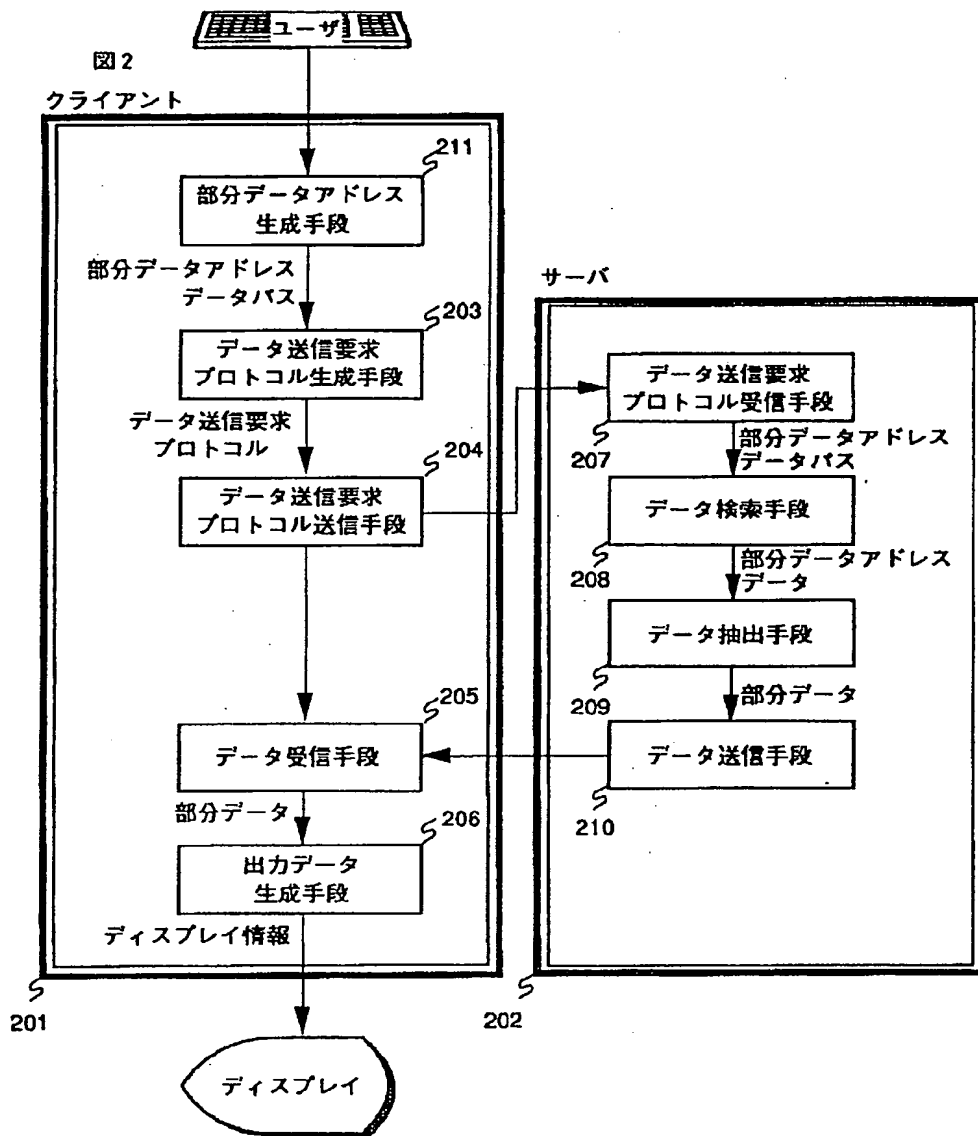 ユーザ
図2
クライアント
211
部分データアドレス
生成手段
部分データアドレス
データパス
203
データ送信要求
プロトコル生成手段
データ送信要求
プロトコル
204
データ送信要求
プロトコル送信手段
205
データ受信手段
部分データ
206
出力データ
生成手段
ディスプレイ情報
201
ディスプレイ
サーバ
データ送信要求
プロトコル受信手段
207
部分データアドレス
データパス
データ検索手段
208
部分データアドレス
データ
データ抽出手段
209
部分データ
データ送信手段
210
202